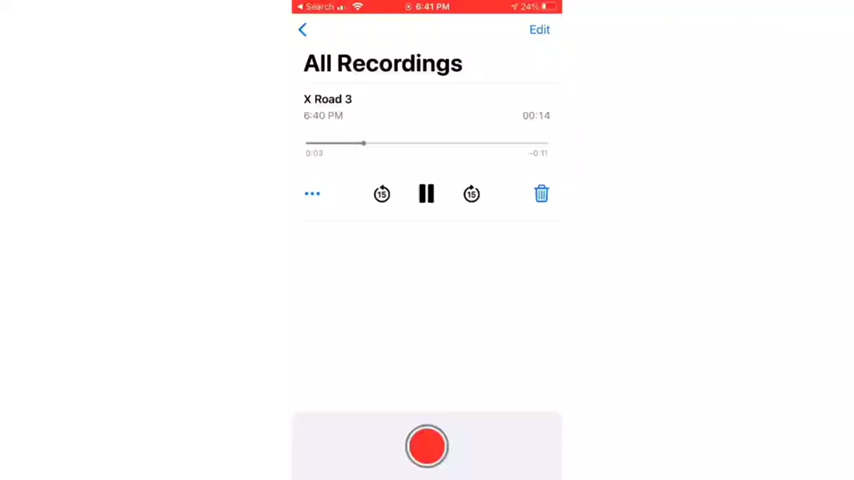 Search 6:41 PM 24%
Edit
All Recordings
X Road 3
6:40 PM 00:14
0:03 -0:11
15 15